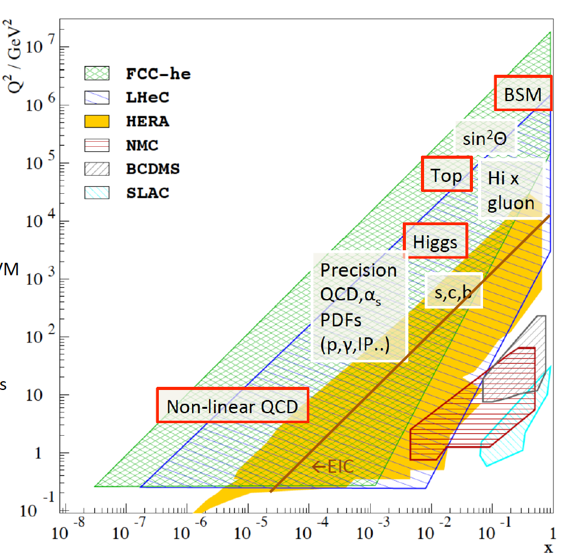 Q² / GeV²
10⁷
10⁶
10⁵
10⁴
10³
10²
10
1
10⁻¹
FCC-he
LHeC
HERA
NMC
BCDMS
SLAC
BSM
sin²Θ
Top
Hi x
gluon
Higgs
Precision
QCD,αₛ
PDFs
(p,γ,IP..)
s,c,b
Non-linear QCD
←EIC
VM
s
10⁻⁸
10⁻⁷
10⁻⁶
10⁻⁵
10⁻⁴
10⁻³
10⁻²
10⁻¹
1
x